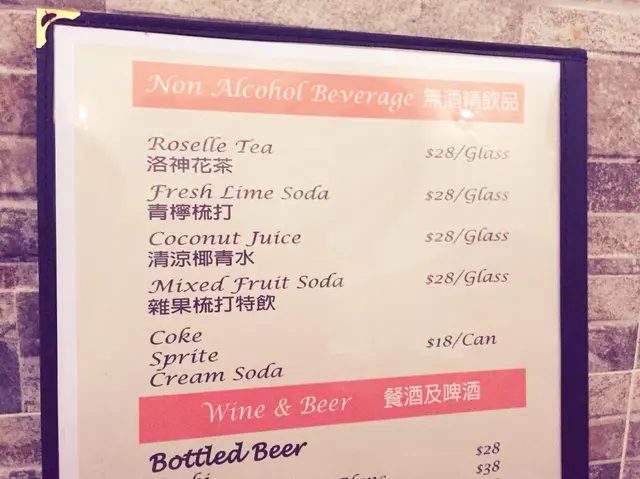 Non Alcohol Beverage 無酒精飲品
Roselle Tea $28/Glass
洛神花茶
Fresh Lime Soda $28/Glass
青檸梳打
Coconut Juice $28/Glass
清涼椰青水
Mixed Fruit Soda $28/Glass
雜果梳打特飲
Coke
Sprite $18/Can
Cream Soda
Wine & Beer 餐酒及啤酒
Bottled Beer $28
$38